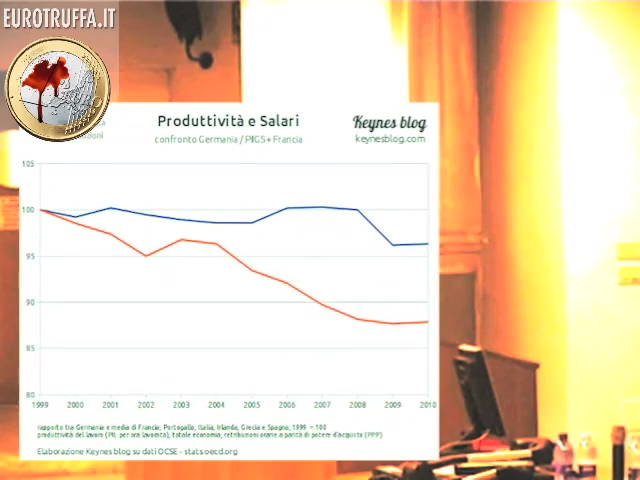 EUROTRUFFA.IT
Produttività e Salari
Keynes blog
confronto Germania / PIIGS + Francia
keynesblog.com
105
100
95
90
85
80
1999 2000 2001 2002 2003 2004 2005 2006 2007 2008 2009 2010
rapporto tra Germania e media di Francia, Portogallo, Italia, Irlanda, Grecia e Spagna; 1999 = 100
produttività del lavoro (PIL per ora lavorata), totale economia; retribuzioni orarie a parità di potere d'acquisto (PPP)
Elaborazione Keynes blog su dati OCSE - stats.oecd.org